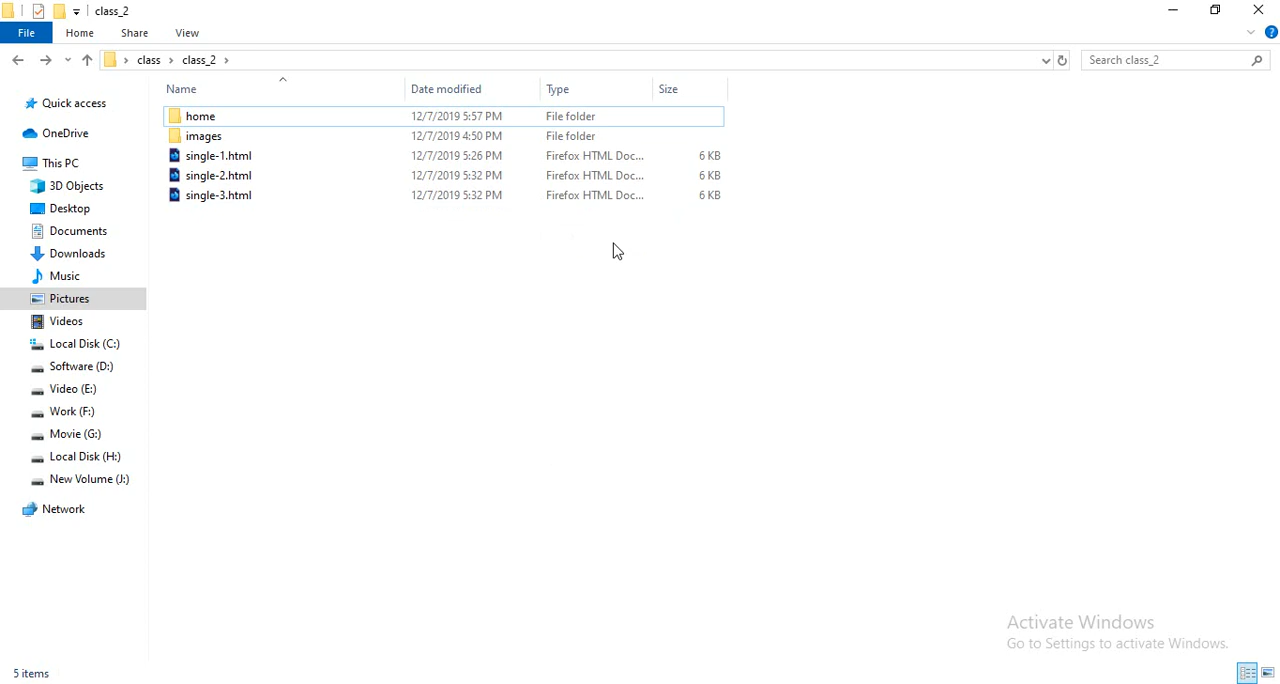 class_2
File Home Share View
class class_2 Search class_2
Name Date modified Type Size
home 12/7/2019 5:57 PM File folder
images 12/7/2019 4:50 PM File folder
single-1.html 12/7/2019 5:26 PM Firefox HTML Doc... 6 KB
single-2.html 12/7/2019 5:32 PM Firefox HTML Doc... 6 KB
single-3.html 12/7/2019 5:32 PM Firefox HTML Doc... 6 KB
Quick access
OneDrive
This PC
3D Objects
Desktop
Documents
Downloads
Music
Pictures
Videos
Local Disk (C:)
Software (D:)
Video (E:)
Work (F:)
Movie (G:)
Local Disk (H:)
New Volume (J:)
Network
Activate Windows
Go to Settings to activate Windows.
5 items